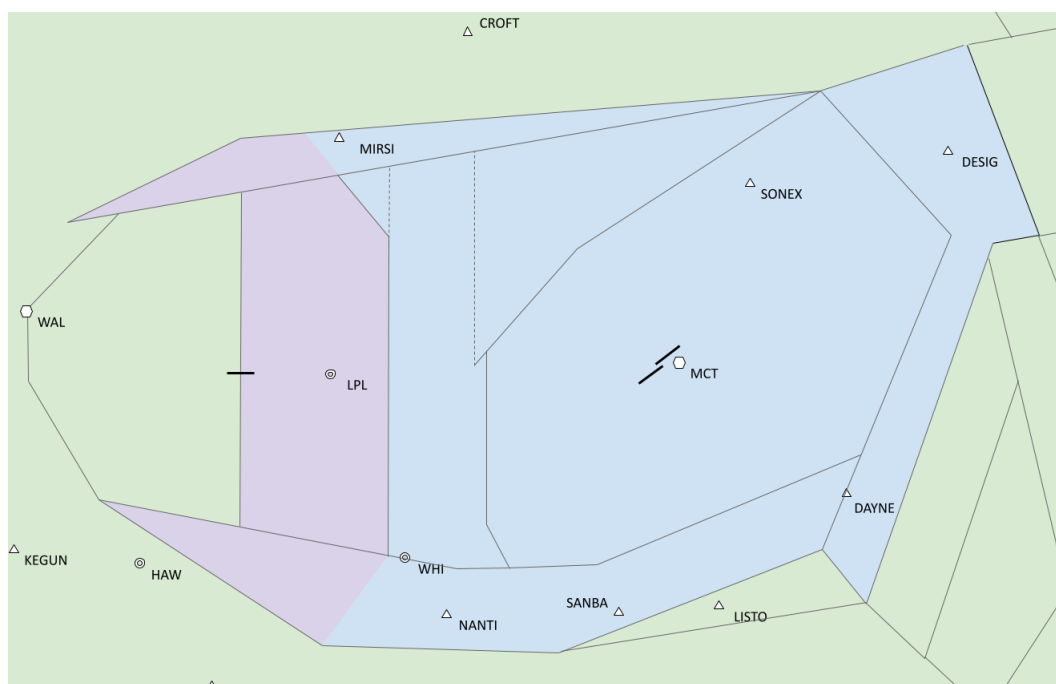 CROFT
MIRSI
DESIG
SONEX
WAL
MCT
LPL
DAYNE
KEGUN
HAW
WHI
SANBA
LISTO
NANTI